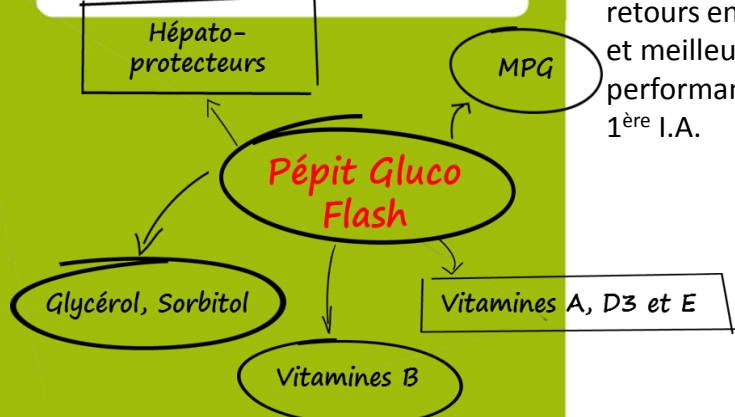 Hépato-
protecteurs
MPG
retours en
et meilleu
performan
1ère I.A.
Pépit Gluco
Flash
Glycérol, Sorbitol
Vitamines A, D3 et E
Vitamines B